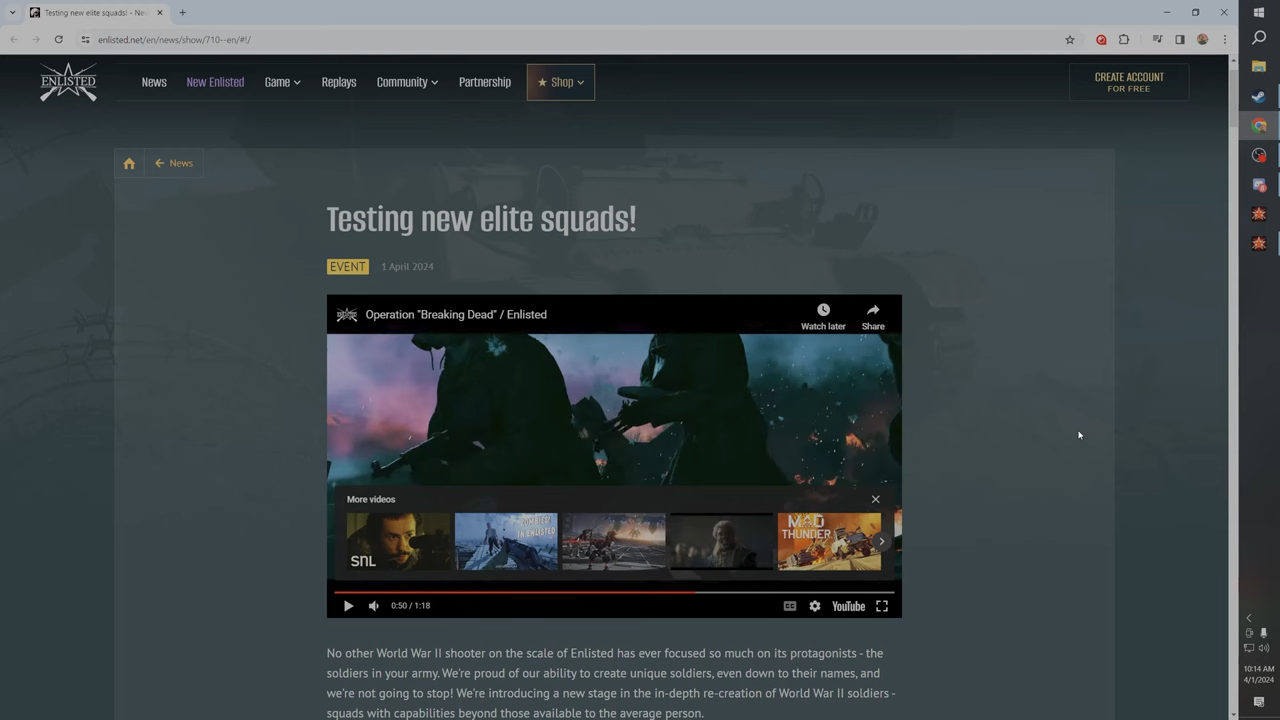 Testing new elite squads! - Ne
enlisted.net/en/news/show/710--en/#!/
ENLISTED
News
New Enlisted
Game
Replays
Community
Partnership
Shop
CREATE ACCOUNT
FOR FREE
News
Testing new elite squads!
EVENT
1 April 2024
Operation "Breaking Dead" / Enlisted
Watch later
Share
More videos
SNL
ZOMBIES
IN ENLISTED
MAD
THUNDER
0:50 / 1:18
CC
YouTube
No other World War II shooter on the scale of Enlisted has ever focused so much on its protagonists - the
soldiers in your army. We're proud of our ability to create unique soldiers, even down to their names, and
we're not going to stop! We're introducing a new stage in the in-depth re-creation of World War II soldiers -
squads with capabilities beyond those available to the average person.
10:14 AM
4/1/2024